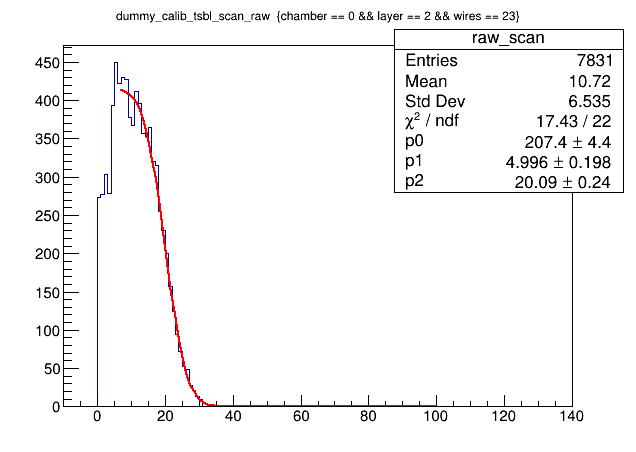 dummy_calib_tsbl_scan_raw {chamber == 0 && layer == 2 && wires == 23}
raw_scan
Entries 7831
Mean 10.72
Std Dev 6.535
χ² / ndf 17.43 / 22
p0 207.4 ± 4.4
p1 4.996 ± 0.198
p2 20.09 ± 0.24
450
400
350
300
250
200
150
100
50
0
0 20 40 60 80 100 120 140